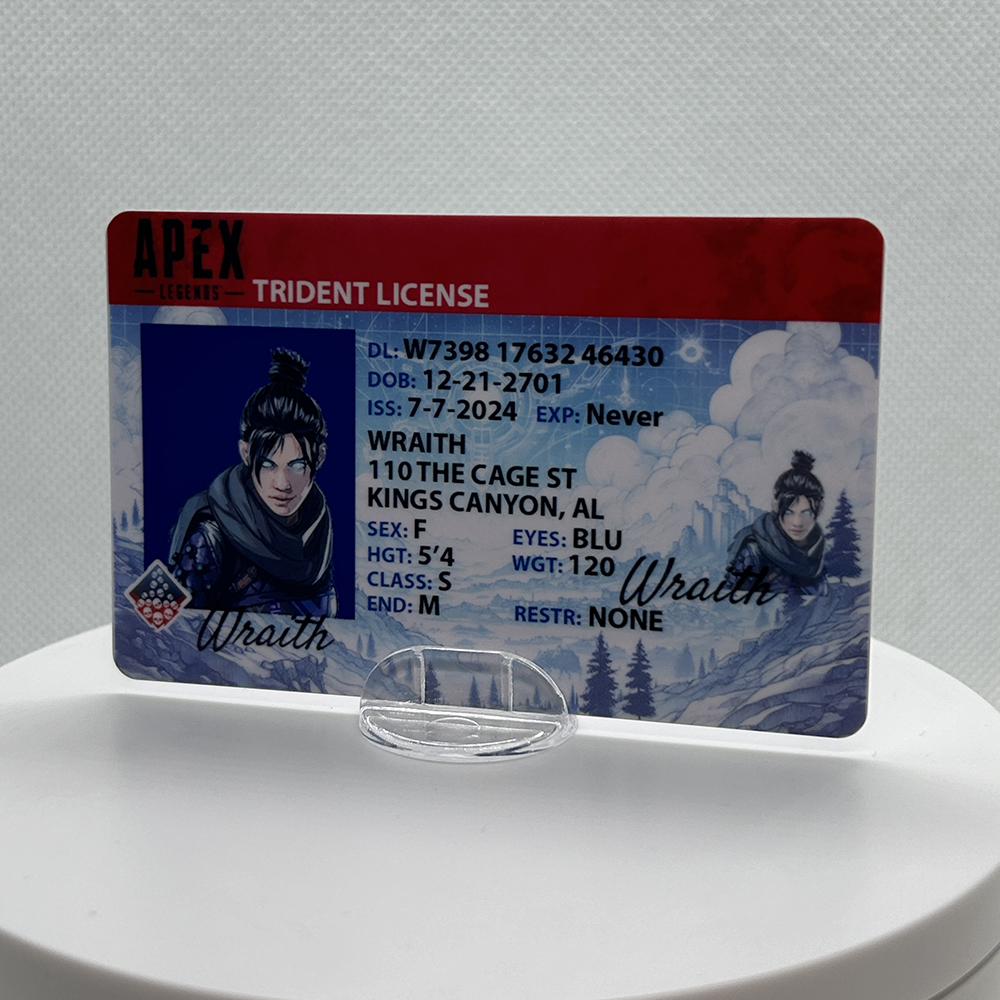 APEX
LEGENDS
TRIDENT LICENSE
DL: W7398 17632 46430
DOB: 12-21-2701
ISS: 7-7-2024 EXP: Never
WRAITH
110 THE CAGE ST
KINGS CANYON, AL
SEX: F EYES: BLU
HGT: 5'4 WGT: 120
CLASS: S
END: M RESTR: NONE
Wraith
Wraith